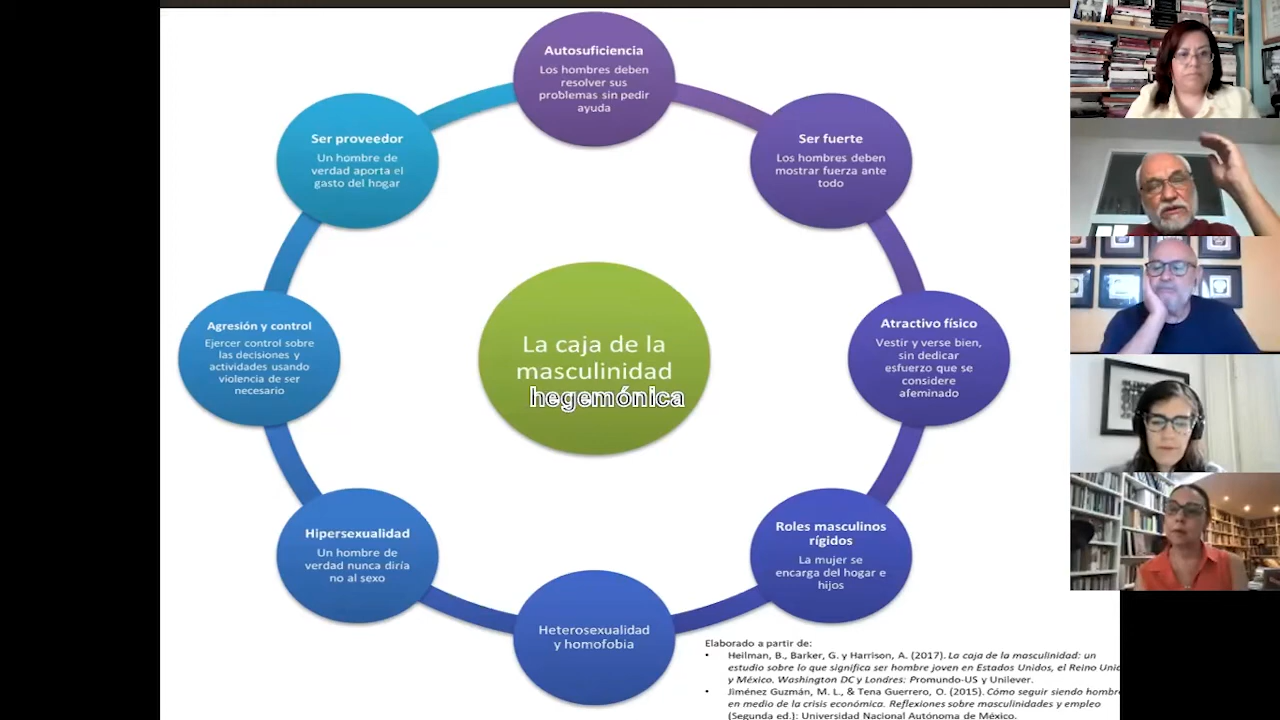 Autosuficiencia
Los hombres deben
resolver sus
problemas sin pedir
ayuda
Ser fuerte
Los hombres deben
mostrar fuerza ante
todo
Atractivo físico
Vestir y verse bien,
sin dedicar
esfuerzo que se
considere
afeminado
Roles masculinos
rígidos
La mujer se
encarga del hogar e
hijos
Heterosexualidad
y homofobia
Hipersexualidad
Un hombre de
verdad nunca diría
no al sexo
Agresión y control
Ejercer control sobre
las decisiones y
actividades usando
violencia de ser
necesario
Ser proveedor
Un hombre de
verdad aporta el
gasto del hogar
La caja de la
masculinidad
hegemónica
Elaborado a partir de:
• Heilman, B., Barker, G. y Harrison, A. (2017). La caja de la masculinidad: un
estudio sobre lo que significa ser hombre joven en Estados Unidos, el Reino
y México. Washington DC y Londres: Promundo-US y Unilever.
• Jiménez Guzmán, M. L., & Tena Guerrero, O. (2015). Cómo seguir siendo
en medio de la crisis económica. Reflexiones sobre masculinidades y empleo
(Segunda ed.): Universidad Nacional Autónoma de México.